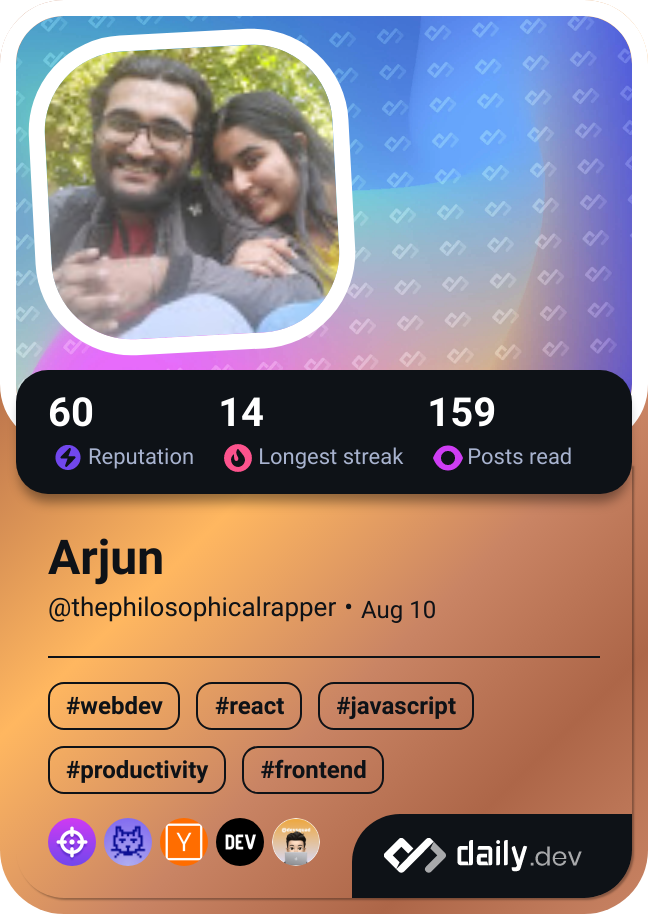 60 14 159
Reputation Longest streak Posts read
Arjun
@thephilosophicalrapper • Aug 10
#webdev #react #javascript
#productivity #frontend
Y DEV
daily.dev